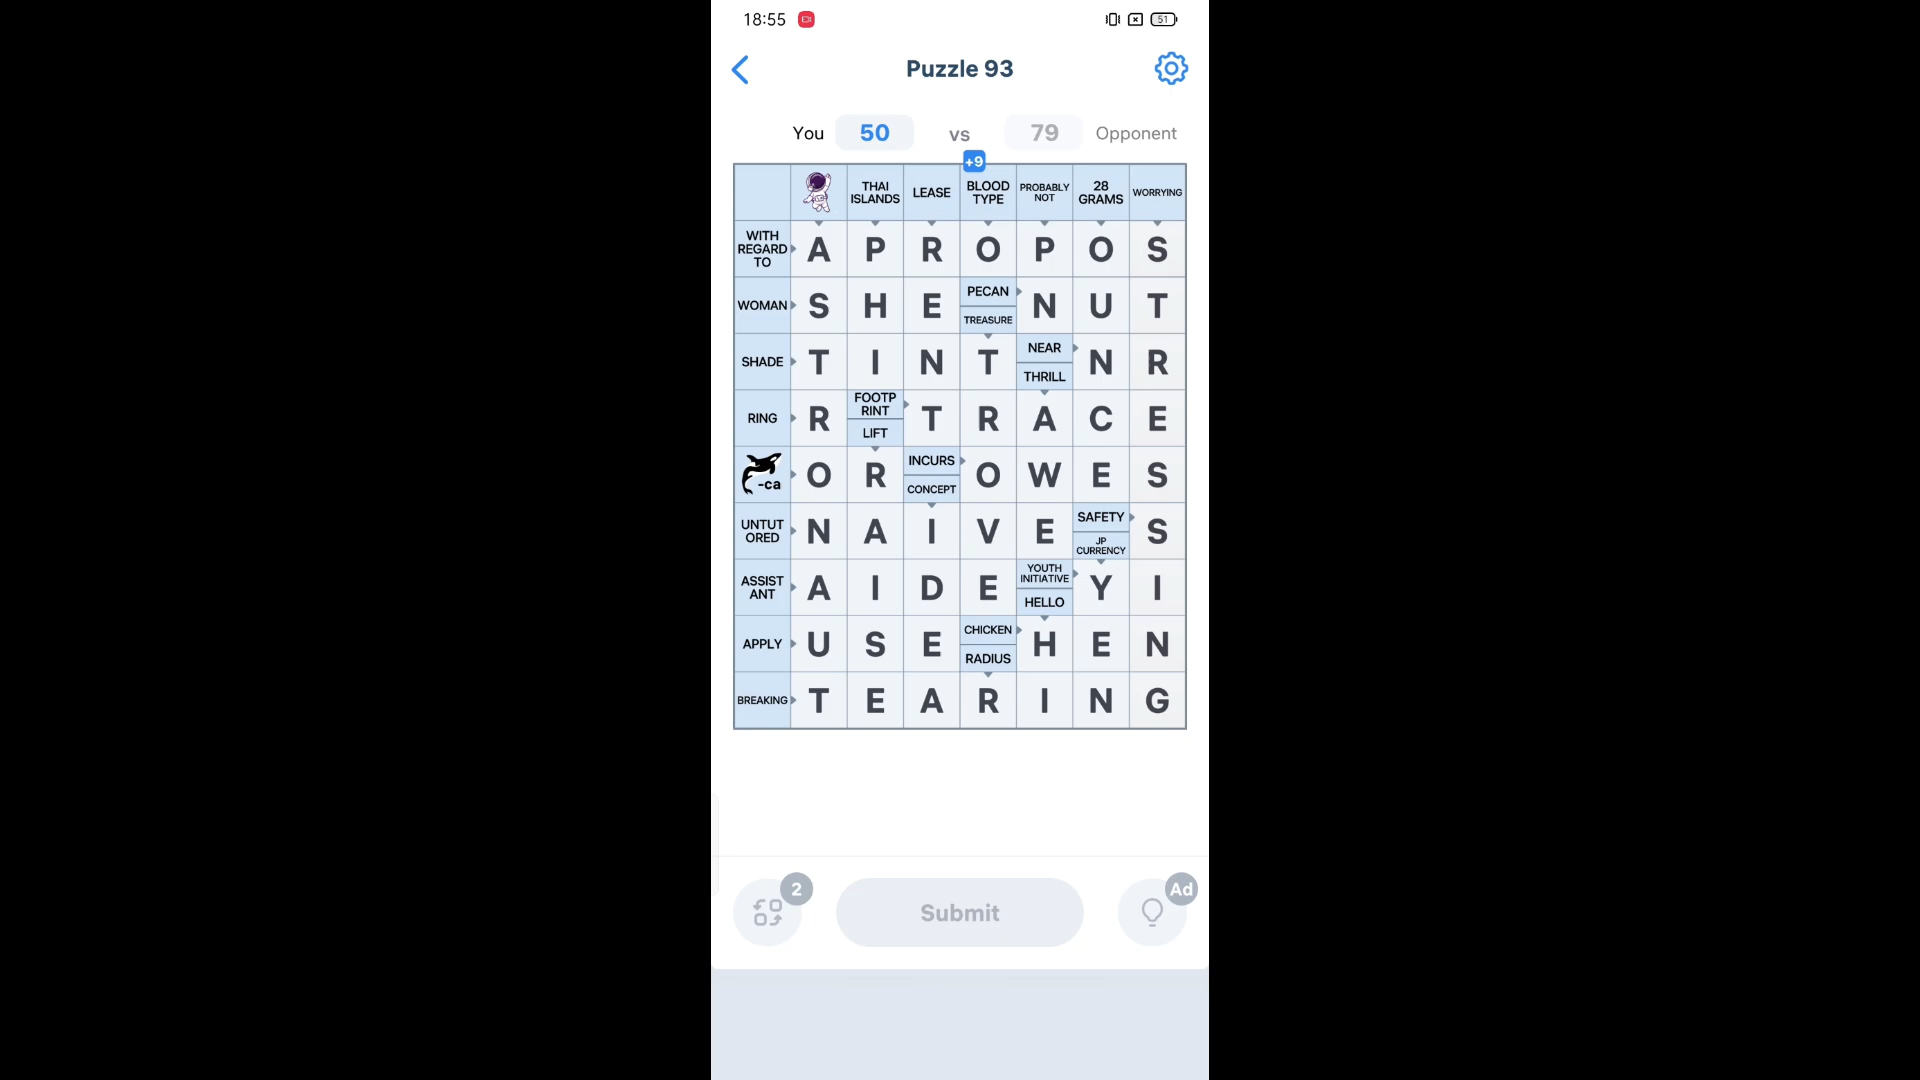 18:55
51
Puzzle 93
You 50 vs 79 Opponent
+9
THAI
ISLANDS
LEASE
BLOOD
TYPE
PROBABLY
NOT
28
GRAMS
WORRYING
WITH
REGARD
TO
A P R O P O S
WOMAN
S H E
PECAN
TREASURE
N U T
SHADE
T I N T
NEAR
THRILL
N R
RING
R
FOOTP
RINT
LIFT
T R A C E
-ca
O R
INCURS
CONCEPT
O W E S
UNTUT
ORED
N A I V E
SAFETY
JP
CURRENCY
S
ASSIST
ANT
A I D E
YOUTH
INITIATIVE
HELLO
Y I
APPLY
U S E
CHICKEN
RADIUS
H E N
BREAKING
T E A R I N G
2
Submit
Ad